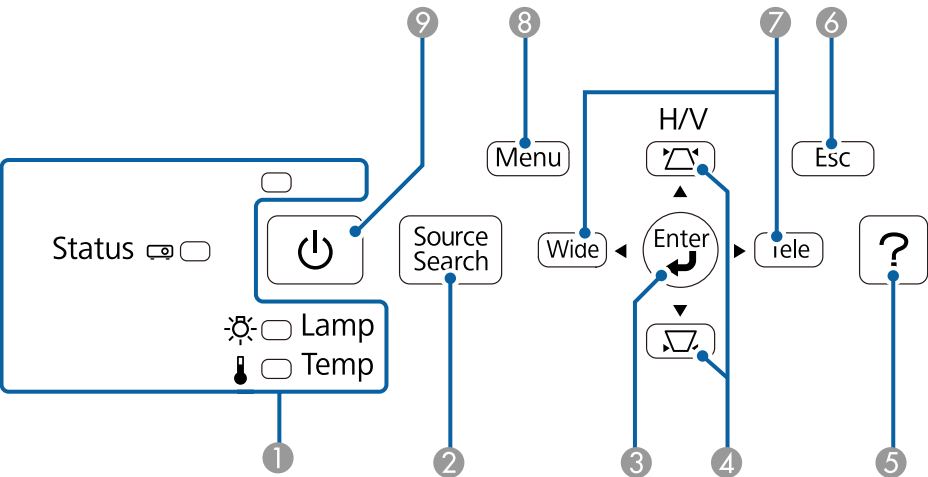 9
8
7
6
H/V
Menu
Esc
Status
Source
Search
Wide
Enter
Tele
?
Lamp
Temp
1
2
3
4
5